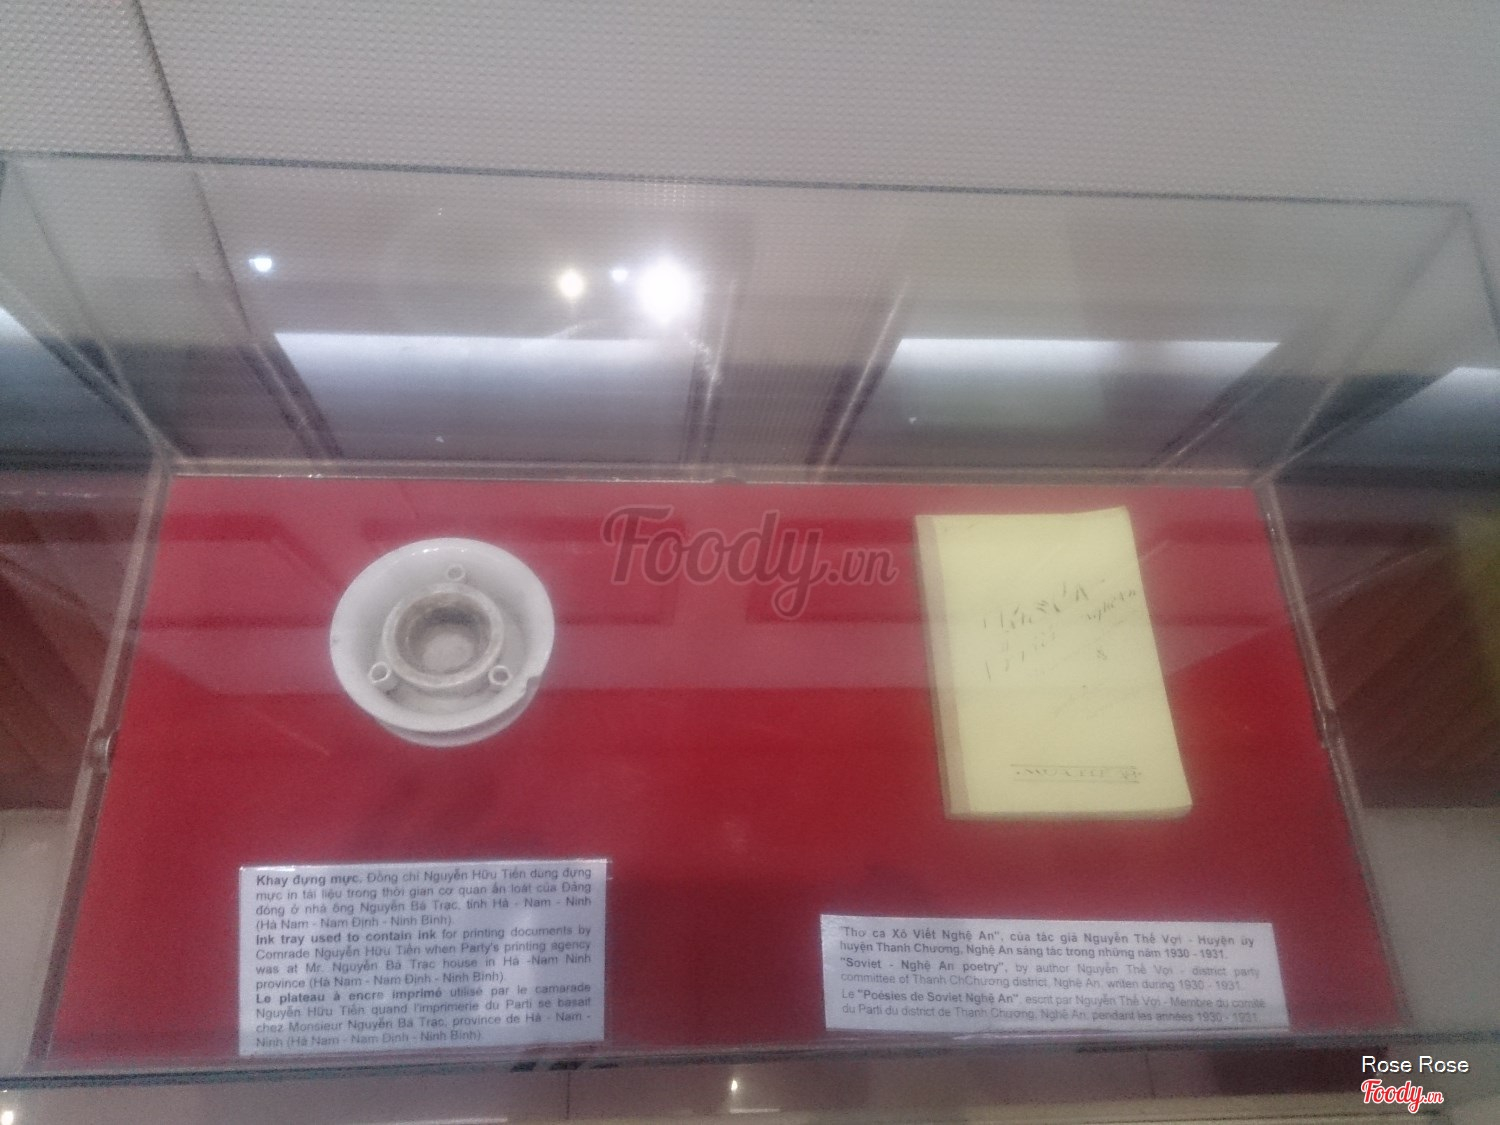 Foody.vn
Khay đựng mực. Đồng chí Nguyễn Hữu Tiến dùng đựng
mực in tài liệu trong thời gian cơ quan ấn loát của Đảng
đóng ở nhà ông Nguyễn Bá Trạc, tỉnh Hà - Nam - Ninh
(Hà Nam - Nam Định - Ninh Bình).
Ink tray used to contain ink for printing documents by
Comrade Nguyễn Hữu Tiến when Party's printing agency
was at Mr. Nguyễn Bá Trạc house in Hà -Nam Ninh
province (Hà Nam - Nam Định - Ninh Bình).
Le plateau à encre imprimé utilisé par le camarade
Nguyễn Hữu Tiến quand l'imprimerie du Parti se basait
chez Monsieur Nguyễn Bá Trạc, province de Hà - Nam -
Ninh (Hà Nam - Nam Định - Ninh Bình).
Nghệ An
"Thơ ca Xô Viết Nghệ An", của tác giả Nguyễn Thế Vợi - Huyện ủy
huyện Thanh Chương, Nghệ An sáng tác trong những năm 1930 - 1931.
"Soviet - Nghệ An poetry", by author Nguyễn Thế Vợi - district party
committee of Thanh ChChương district, Nghệ An, writen during 1930 - 1931.
Le "Poésies de Soviet Nghệ An", escrit par Nguyễn Thế Vợi - Membre du comité
du Parti du district de Thanh Chương, Nghệ An, pendant les années 1930 - 1931.
Rose Rose
Foody.vn